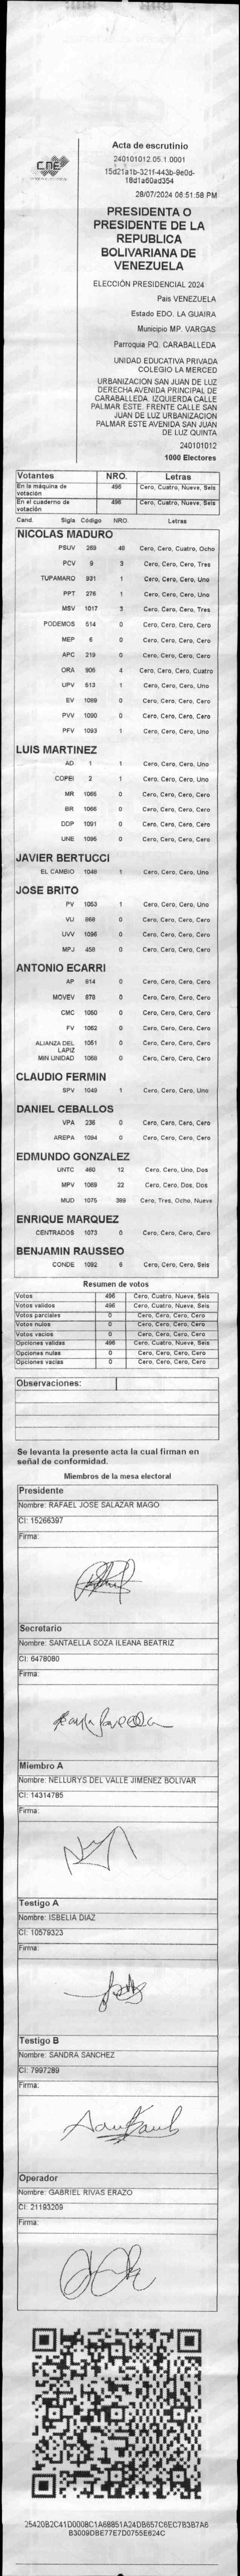 CNE
Acta de escrutinio
240101012.05.1.0001
15d21a1b-321f-443b-9e0d-
18d1a60ad354
28/07/2024 06:51:58 PM
PRESIDENTA O
PRESIDENTE DE LA
REPUBLICA
BOLIVARIANA DE
VENEZUELA
ELECCIÓN PRESIDENCIAL 2024
Pais VENEZUELA
Estado EDO. LA GUAIRA
Municipio MP. VARGAS
Parroquia PQ. CARABALLEDA
UNIDAD EDUCATIVA PRIVADA
COLEGIO LA MERCED
URBANIZACION SAN JUAN DE LUZ
DERECHA AVENIDA PRINCIPAL DE
CARABALLEDA. IZQUIERDA CALLE
PALMAR ESTE. FRENTE CALLE SAN
JUAN DE LUZ URBANIZACION
PALMAR ESTE AVENIDA SAN JUAN
DE LUZ QUINTA
240101012
1000 Electores
Votantes NRO. Letras
En la máquina de votación 496 Cero, Cuatro, Nueve, Seis
En el cuaderno de votación 496 Cero, Cuatro, Nueve, Seis
Cand. Sigla Código NRO. Letras
NICOLAS MADURO
PSUV 269 48 Cero, Cero, Cuatro, Ocho
PCV 9 3 Cero, Cero, Cero, Tres
TUPAMARO 931 1 Cero, Cero, Cero, Uno
PPT 276 1 Cero, Cero, Cero, Uno
MSV 1017 3 Cero, Cero, Cero, Tres
PODEMOS 514 0 Cero, Cero, Cero, Cero
MEP 6 0 Cero, Cero, Cero, Cero
APC 219 0 Cero, Cero, Cero, Cero
ORA 906 4 Cero, Cero, Cero, Cuatro
UPV 613 1 Cero, Cero, Cero, Uno
EV 1089 0 Cero, Cero, Cero, Cero
PVV 1090 0 Cero, Cero, Cero, Cero
PFV 1093 1 Cero, Cero, Cero, Uno
LUIS MARTINEZ
AD 1 1 Cero, Cero, Cero, Uno
COPEI 2 1 Cero, Cero, Cero, Uno
MR 1065 0 Cero, Cero, Cero, Cero
BR 1066 0 Cero, Cero, Cero, Cero
DDP 1091 0 Cero, Cero, Cero, Cero
UNE 1095 0 Cero, Cero, Cero, Cero
JAVIER BERTUCCI
EL CAMBIO 1048 1 Cero, Cero, Cero, Uno
JOSE BRITO
PV 1053 1 Cero, Cero, Cero, Uno
VU 868 0 Cero, Cero, Cero, Cero
UVV 1096 0 Cero, Cero, Cero, Cero
MPJ 458 0 Cero, Cero, Cero, Cero
ANTONIO ECARRI
AP 914 0 Cero, Cero, Cero, Cero
MOVEV 878 0 Cero, Cero, Cero, Cero
CMC 1050 0 Cero, Cero, Cero, Cero
FV 1062 0 Cero, Cero, Cero, Cero
ALIANZA DEL LAPIZ 1051 0 Cero, Cero, Cero, Cero
MIN UNIDAD 1058 0 Cero, Cero, Cero, Cero
CLAUDIO FERMIN
SPV 1049 1 Cero, Cero, Cero, Uno
DANIEL CEBALLOS
VPA 236 0 Cero, Cero, Cero, Cero
AREPA 1094 0 Cero, Cero, Cero, Cero
EDMUNDO GONZALEZ
UNTC 460 12 Cero, Cero, Uno, Dos
MPV 1069 22 Cero, Cero, Dos, Dos
MUD 1075 389 Cero, Tres, Ocho, Nueve
ENRIQUE MARQUEZ
CENTRADOS 1073 0 Cero, Cero, Cero, Cero
BENJAMIN RAUSSEO
CONDE 1092 6 Cero, Cero, Cero, Seis
Resumen de votos
Votos 496 Cero, Cuatro, Nueve, Seis
Votos validos 496 Cero, Cuatro, Nueve, Seis
Votos parciales 0 Cero, Cero, Cero, Cero
Votos nulos 0 Cero, Cero, Cero, Cero
Votos vacios 0 Cero, Cero, Cero, Cero
Opciones validas 496 Cero, Cuatro, Nueve, Seis
Opciones nulas 0 Cero, Cero, Cero, Cero
Opciones vacias 0 Cero, Cero, Cero, Cero
Observaciones:
Se levanta la presente acta la cual firman en
señal de conformidad.
Miembros de la mesa electoral
Presidente
Nombre: RAFAEL JOSE SALAZAR MAGO
CI: 15266397
Firma:
Secretario
Nombre: SANTAELLA SOZA ILEANA BEATRIZ
CI: 6478080
Firma:
Miembro A
Nombre: NELLURYS DEL VALLE JIMENEZ BOLIVAR
CI: 14314785
Firma:
Testigo A
Nombre: ISBELIA DIAZ
CI: 10579323
Firma:
Testigo B
Nombre: SANDRA SANCHEZ
CI: 7997289
Firma:
Operador
Nombre: GABRIEL RIVAS ERAZO
CI: 21193209
Firma:
25420B2C41D0008C1A68851A24DB657C6EC7B3B7A6
B3009DBE77E7D0755E624C